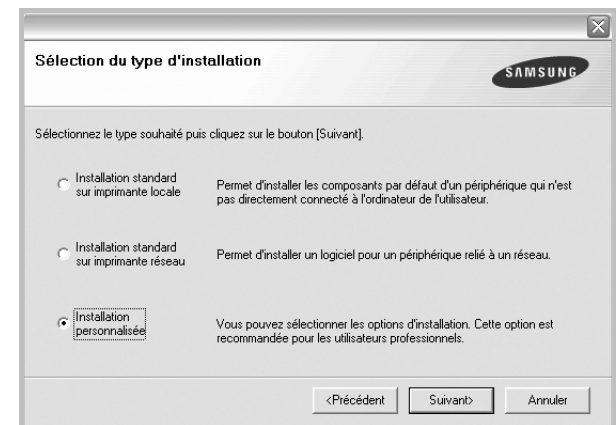 Sélection du type d'installation
SAMSUNG
Sélectionnez le type souhaité puis cliquez sur le bouton [Suivant].
Installation standard
sur imprimante locale
Permet d'installer les composants par défaut d'un périphérique qui n'est
pas directement connecté à l'ordinateur de l'utilisateur.
Installation standard
sur imprimante réseau
Permet d'installer un logiciel pour un périphérique relié à un réseau.
Installation
personnalisée
Vous pouvez sélectionner les options d'installation. Cette option est
recommandée pour les utilisateurs professionnels.
<Précédent
Suivant>
Annuler